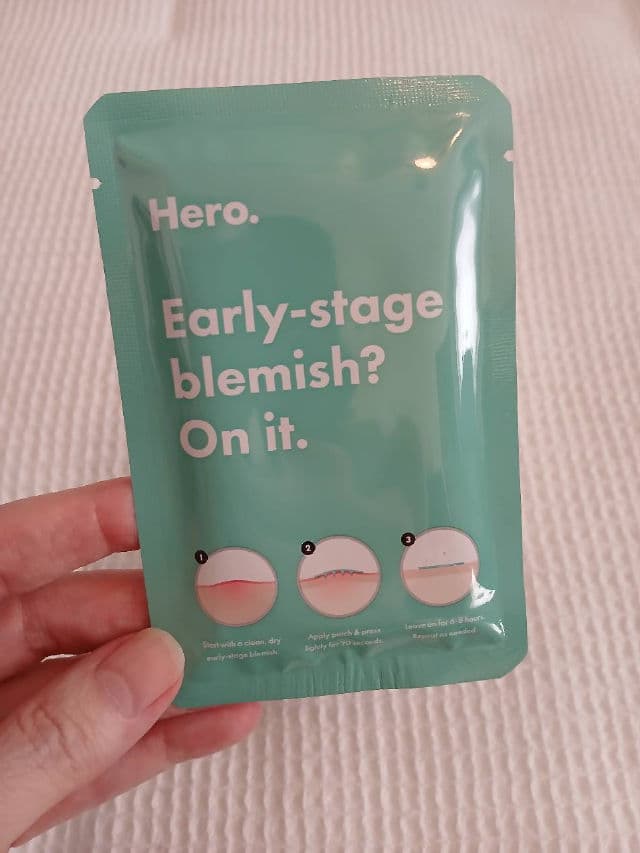 Hero.
Early-stage
blemish?
On it.
1
2
3
Start with a clean, dry
early-stage blemish.
Apply patch & press
lightly for 20 seconds.
Leave on for 6-8 hours.
Repeat as needed.